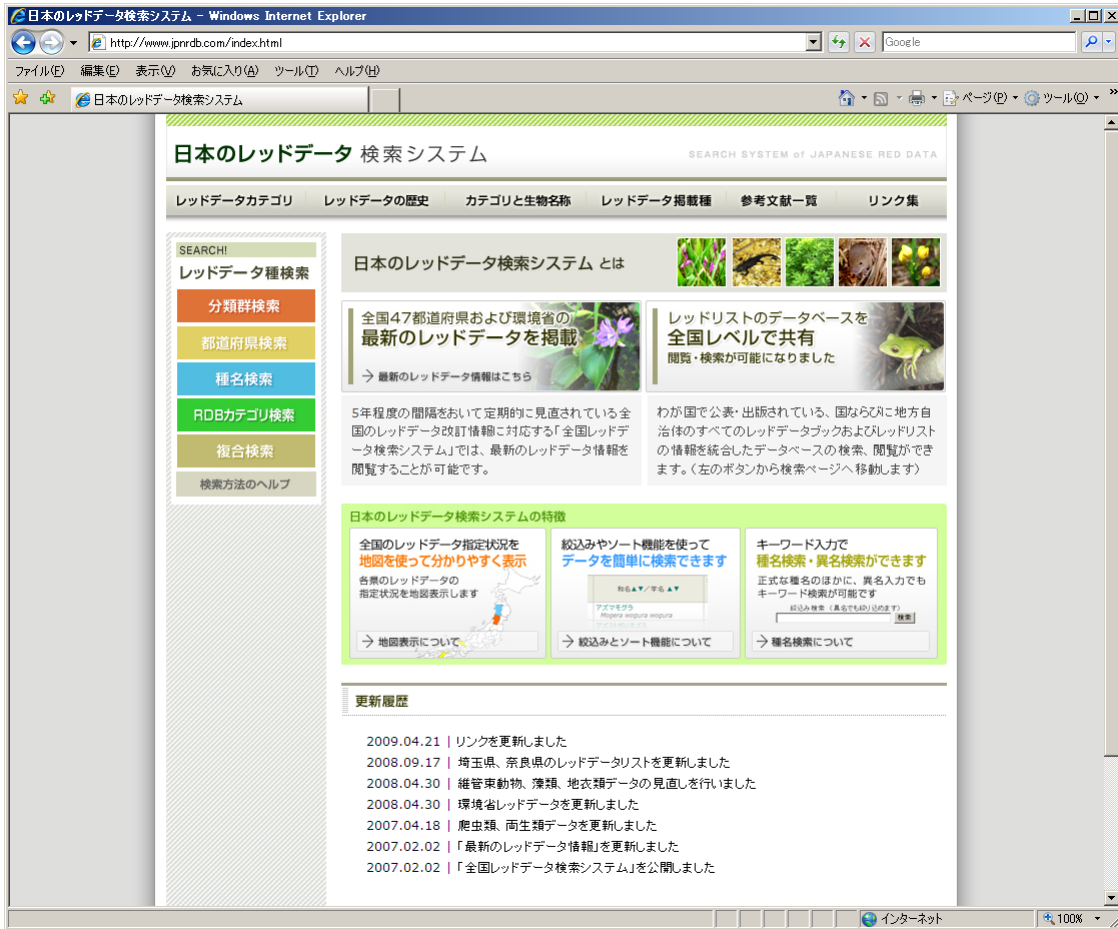 日本のレッドデータ検索システム - Windows Internet Explorer
http://www.jpnrdb.com/index.html
Google
ファイル(F) 編集(E) 表示(V) お気に入り(A) ツール(T) ヘルプ(H)
日本のレッドデータ検索システム
ページ(P) ツール(O)
日本のレッドデータ 検索システム
SEARCH SYSTEM of JAPANESE RED DATA
レッドデータカテゴリ レッドデータの歴史 カテゴリと生物名称 レッドデータ掲載種 参考文献一覧 リンク集
SEARCH!
レッドデータ種検索
分類群検索
都道府県検索
種名検索
RDBカテゴリ検索
複合検索
検索方法のヘルプ
日本のレッドデータ検索システム とは
全国47都道府県および環境省の
最新のレッドデータを掲載
→ 最新のレッドデータ情報はこちら
5年程度の間隔をおいて定期的に見直されている全
国のレッドデータ改訂情報に対応する「全国レッドデ
ータ検索システム」では、最新のレッドデータ情報を
閲覧することが可能です。
レッドリストのデータベースを
全国レベルで共有
閲覧・検索が可能になりました
わが国で公表・出版されている、国ならびに地方自
治体のすべてのレッドデータブックおよびレッドリスト
の情報を統合したデータベースの検索、閲覧ができ
ます。（左のボタンから検索ページへ移動します）
日本のレッドデータ検索システムの特徴
全国のレッドデータ指定状況を
地図を使って分かりやすく表示
各県のレッドデータの
指定状況を地図表示します
→ 地図表示について
絞込みやソート機能を使って
データを簡単に検索できます
和名▲▼／学名▲▼
アズマモグラ
Mogera wogura wogura
→ 絞込みとソート機能について
キーワード入力で
種名検索・異名検索ができます
正式な種名のほかに、異名入力でも
キーワード検索が可能です
絞込み検索（異名でも絞り込めます）
検索
→ 種名検索について
更新履歴
2009.04.21 | リンクを更新しました
2008.09.17 | 埼玉県、奈良県のレッドデータリストを更新しました
2008.04.30 | 維管束動物、藻類、地衣類データの見直しを行いました
2008.04.30 | 環境省レッドデータを更新しました
2007.04.18 | 爬虫類、両生類データを更新しました
2007.02.02 | 「最新のレッドデータ情報」を更新しました
2007.02.02 | 「全国レッドデータ検索システム」を公開しました
インターネット
100%